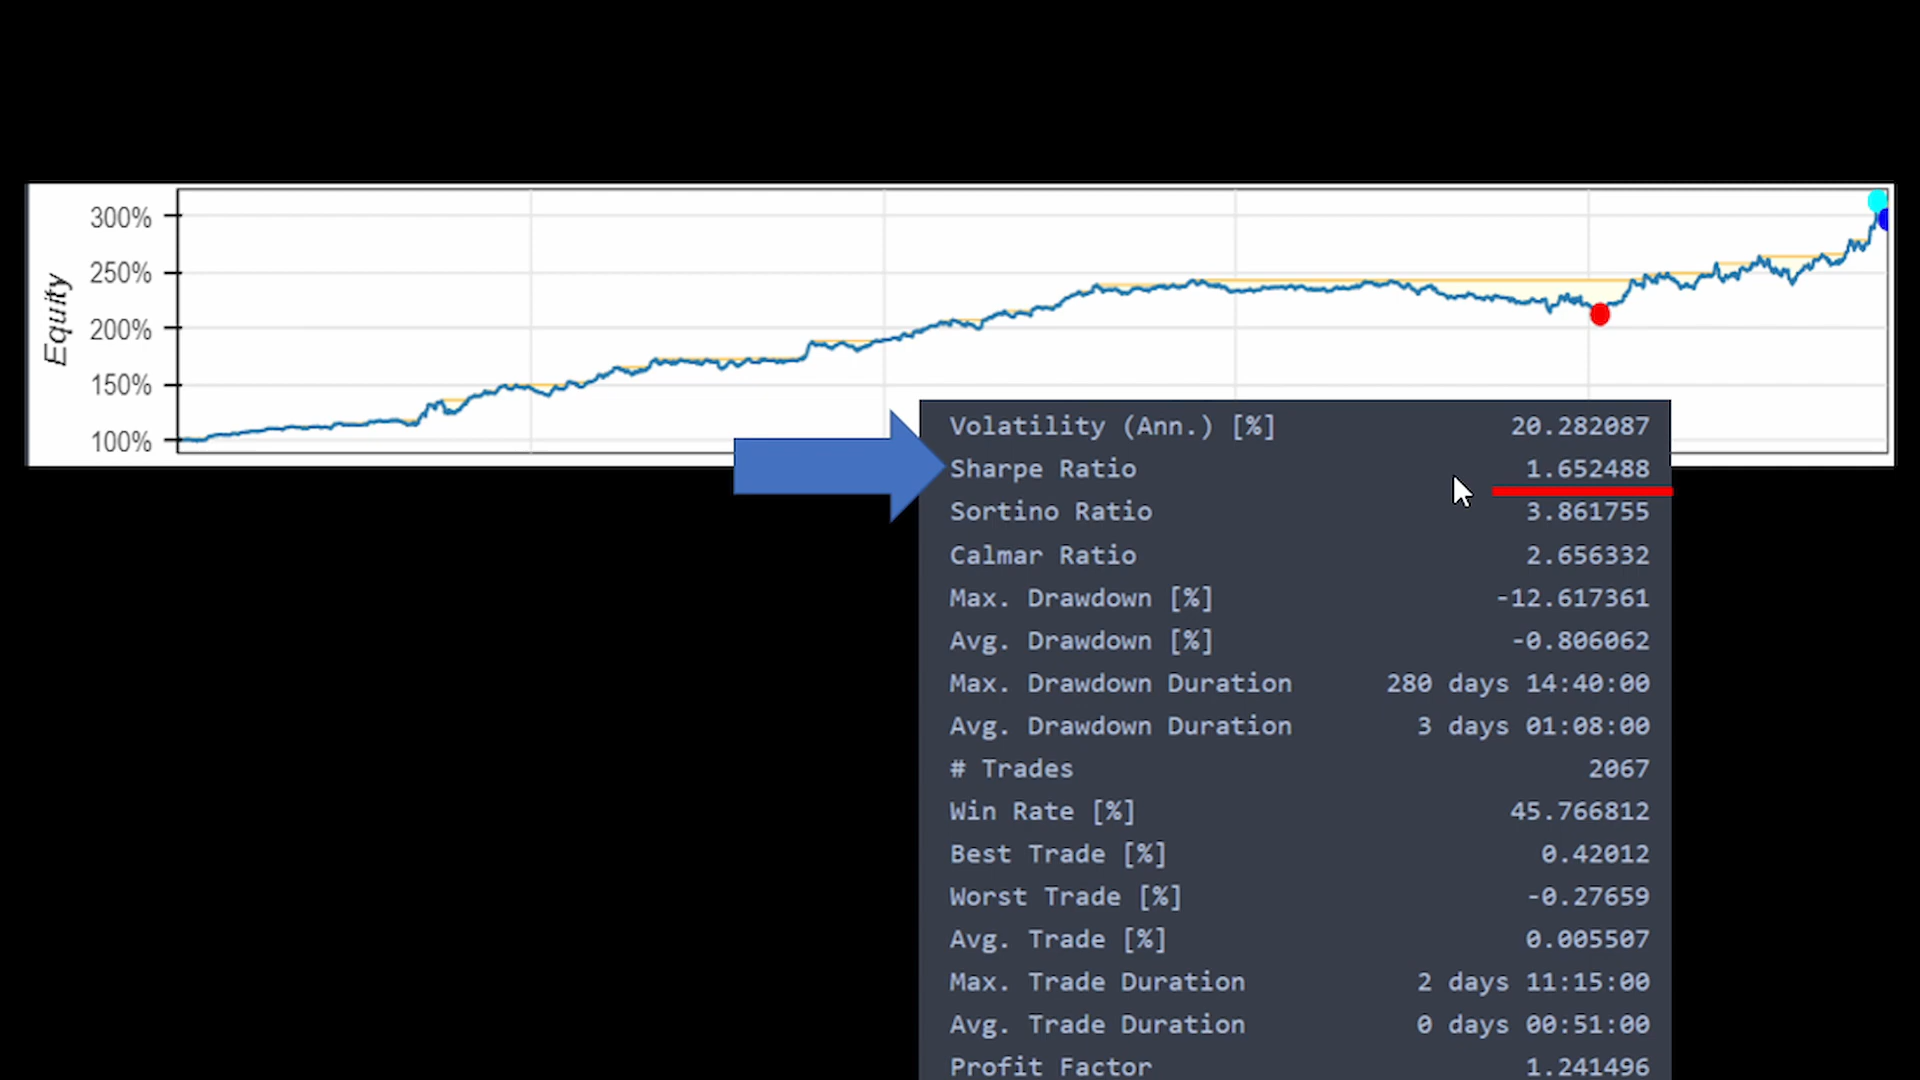 300%
250%
200%
150%
100%
Equity
Volatility (Ann.) [%] 20.282087
Sharpe Ratio 1.652488
Sortino Ratio 3.861755
Calmar Ratio 2.656332
Max. Drawdown [%] -12.617361
Avg. Drawdown [%] -0.806062
Max. Drawdown Duration 280 days 14:40:00
Avg. Drawdown Duration 3 days 01:08:00
# Trades 2067
Win Rate [%] 45.766812
Best Trade [%] 0.42012
Worst Trade [%] -0.27659
Avg. Trade [%] 0.005507
Max. Trade Duration 2 days 11:15:00
Avg. Trade Duration 0 days 00:51:00
Profit Factor 1.241496